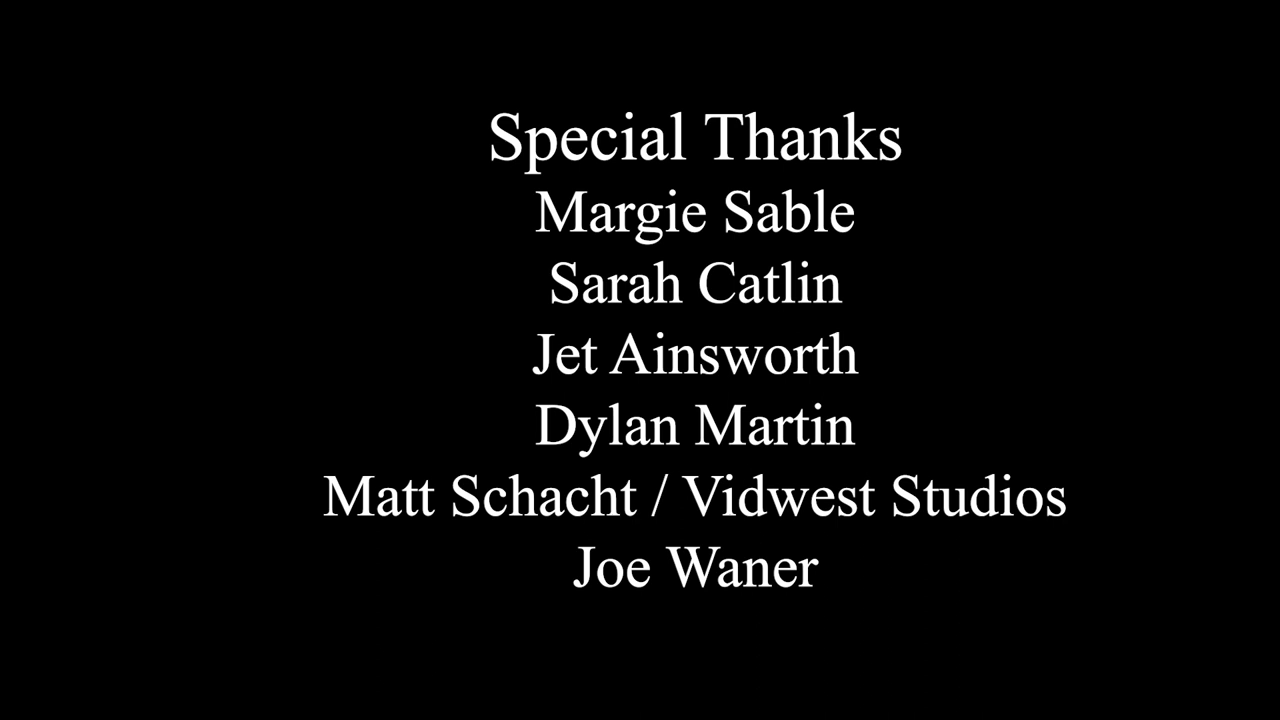 Special Thanks
Margie Sable
Sarah Catlin
Jet Ainsworth
Dylan Martin
Matt Schacht / Vidwest Studios
Joe Waner